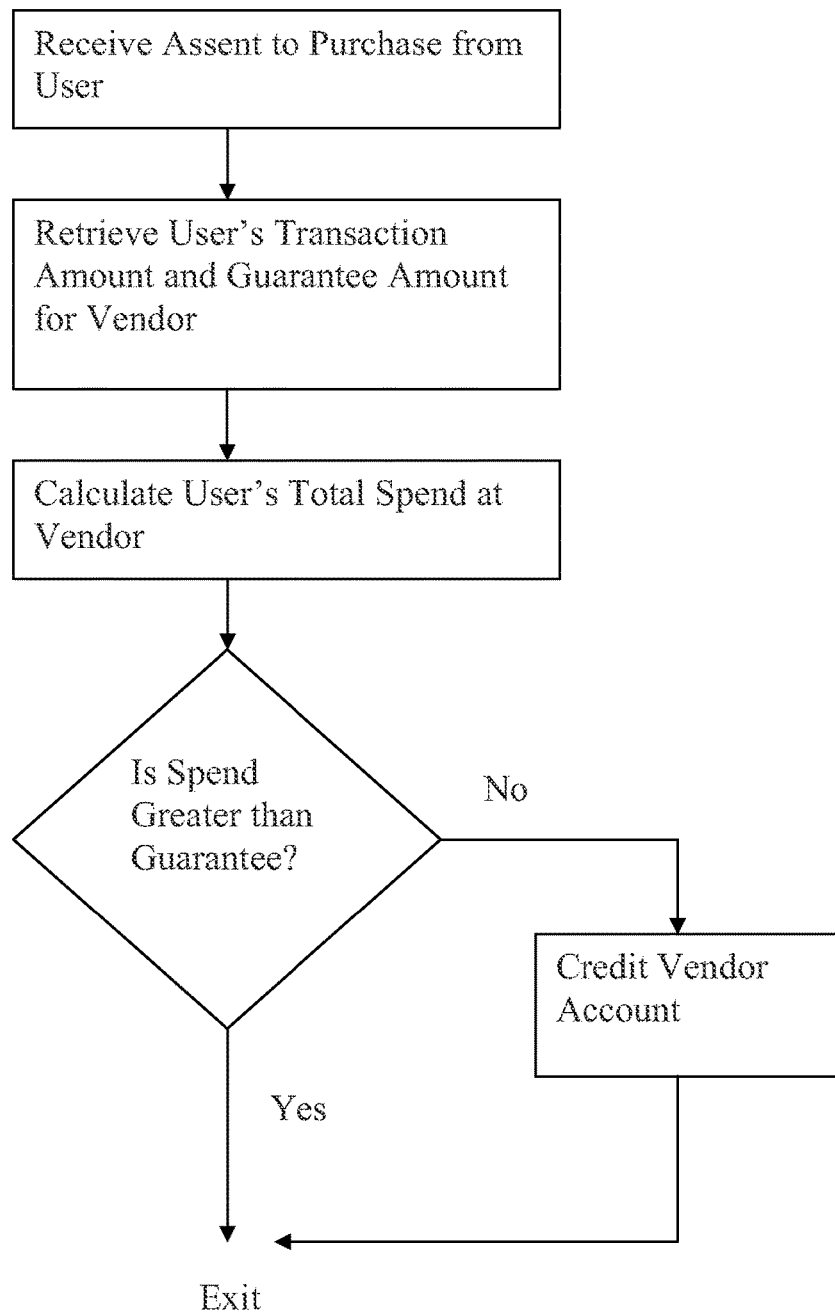 Receive Assent to Purchase from
User
Retrieve User's Transaction
Amount and Guarantee Amount
for Vendor
Calculate User's Total Spend at
Vendor
Is Spend
Greater than
Guarantee?
No
Credit Vendor
Account
Yes
Exit